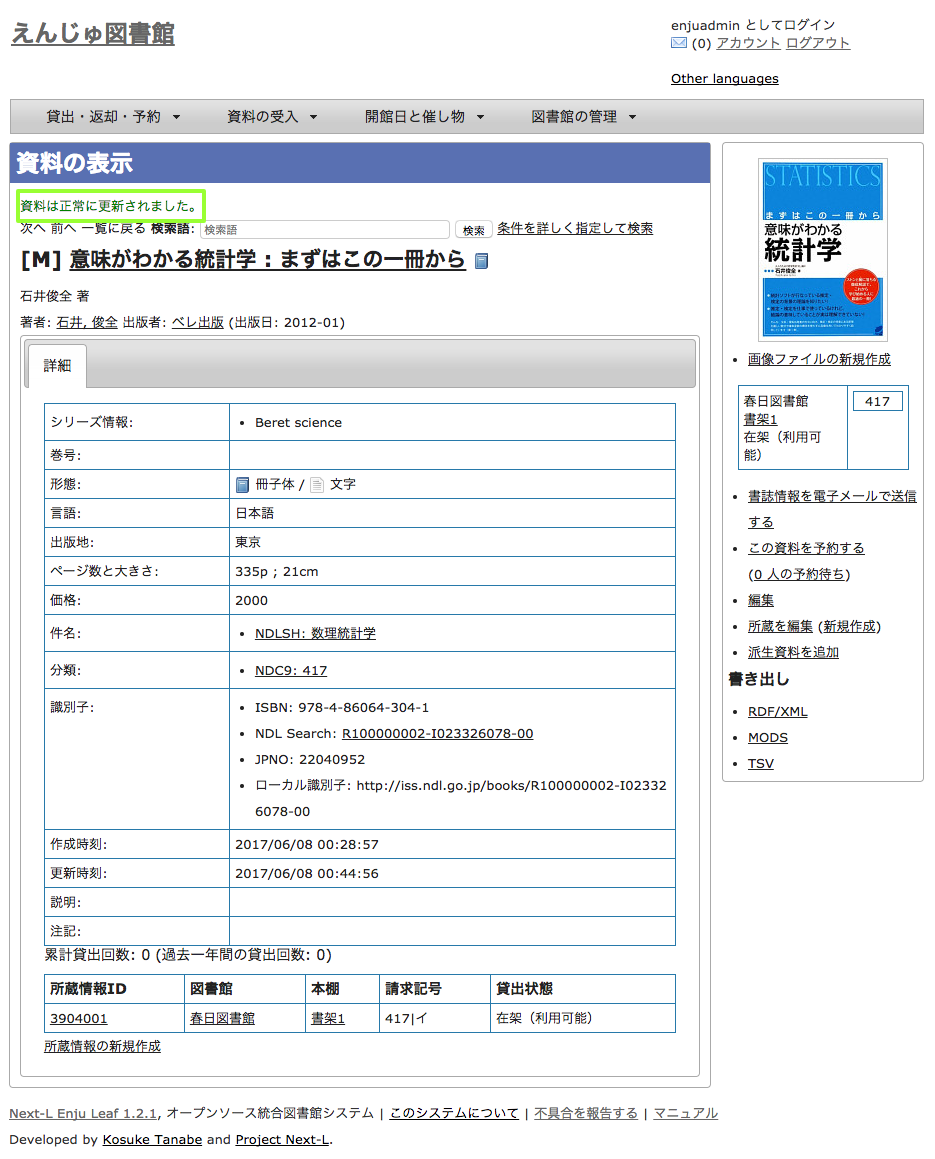 えんじゅ図書館
enjuadmin としてログイン
(0) アカウント ログアウト
Other languages
貸出・返却・予約 資料の受入 開館日と催し物 図書館の管理
資料の表示
資料は正常に更新されました。
次へ 前へ 一覧に戻る 検索語: 検索語 検索 条件を詳しく指定して検索
[M] 意味がわかる統計学 : まずはこの一冊から
石井俊全 著
著者: 石井, 俊全 出版者: ベレ出版 (出版日: 2012-01)
詳細
シリーズ情報: • Beret science
巻号:
形態: 冊子体 / 文字
言語: 日本語
出版地: 東京
ページ数と大きさ: 335p ; 21cm
価格: 2000
件名: • NDLSH: 数理統計学
分類: • NDC9: 417
識別子: • ISBN: 978-4-86064-304-1
• NDL Search: R100000002-I023326078-00
• JPNO: 22040952
• ローカル識別子: http://iss.ndl.go.jp/books/R100000002-I02332
6078-00
作成時刻: 2017/06/08 00:28:57
更新時刻: 2017/06/08 00:44:56
説明:
注記:
累計貸出回数: 0 (過去一年間の貸出回数: 0)
所蔵情報ID 図書館 本棚 請求記号 貸出状態
3904001 春日図書館 書架1 417|イ 在架（利用可能）
所蔵情報の新規作成
STATISTICS
まずはこの一冊から
意味がわかる
統計学
石井俊全
• 画像ファイルの新規作成
春日図書館 417
書架1
在架（利用可
能）
• 書誌情報を電子メールで送信
する
• この資料を予約する
(0 人の予約待ち)
• 編集
• 所蔵を編集 (新規作成)
• 派生資料を追加
書き出し
• RDF/XML
• MODS
• TSV
Next-L Enju Leaf 1.2.1, オープンソース統合図書館システム | このシステムについて | 不具合を報告する | マニュアル
Developed by Kosuke Tanabe and Project Next-L.